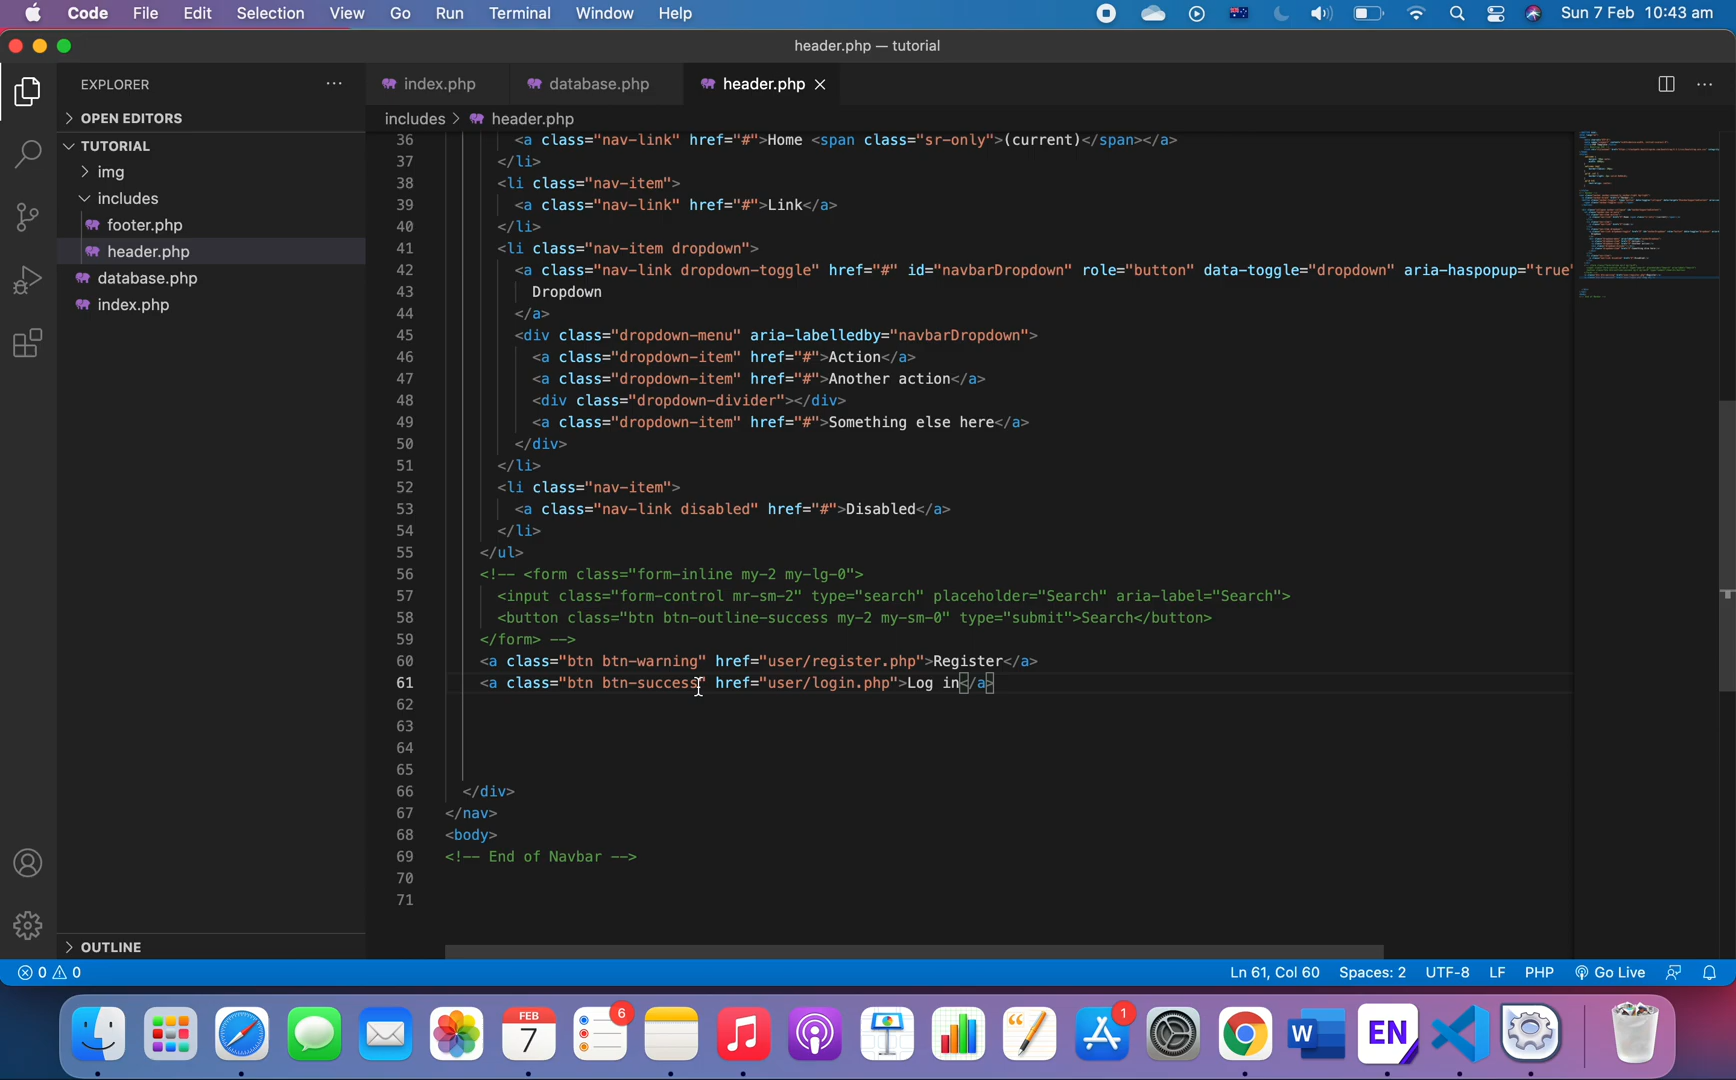 Code File Edit Selection View Go Run Terminal Window Help Sun 7 Feb 10:43 am
header.php — tutorial
EXPLORER
index.php database.php header.php
OPEN EDITORS
includes > header.php
TUTORIAL
img
includes
footer.php
header.php
database.php
index.php
OUTLINE
36 <a class="nav-link" href="#">Home <span class="sr-only">(current)</span></a>
37 </li>
38 <li class="nav-item">
39 <a class="nav-link" href="#">Link</a>
40 </li>
41 <li class="nav-item dropdown">
42 <a class="nav-link dropdown-toggle" href="#" id="navbarDropdown" role="button" data-toggle="dropdown" aria-haspopup="true"
43 Dropdown
44 </a>
45 <div class="dropdown-menu" aria-labelledby="navbarDropdown">
46 <a class="dropdown-item" href="#">Action</a>
47 <a class="dropdown-item" href="#">Another action</a>
48 <div class="dropdown-divider"></div>
49 <a class="dropdown-item" href="#">Something else here</a>
50 </div>
51 </li>
52 <li class="nav-item">
53 <a class="nav-link disabled" href="#">Disabled</a>
54 </li>
55 </ul>
56 <!-- <form class="form-inline my-2 my-lg-0">
57 <input class="form-control mr-sm-2" type="search" placeholder="Search" aria-label="Search">
58 <button class="btn btn-outline-success my-2 my-sm-0" type="submit">Search</button>
59 </form> -->
60 <a class="btn btn-warning" href="user/register.php">Register</a>
61 <a class="btn btn-success" href="user/login.php">Log in</a>
62
63
64
65
66 </div>
67 </nav>
68 <body>
69 <!-- End of Navbar -->
70
71
0 0 Ln 61, Col 60 Spaces: 2 UTF-8 LF PHP Go Live
FEB
7
6
1
W
EN